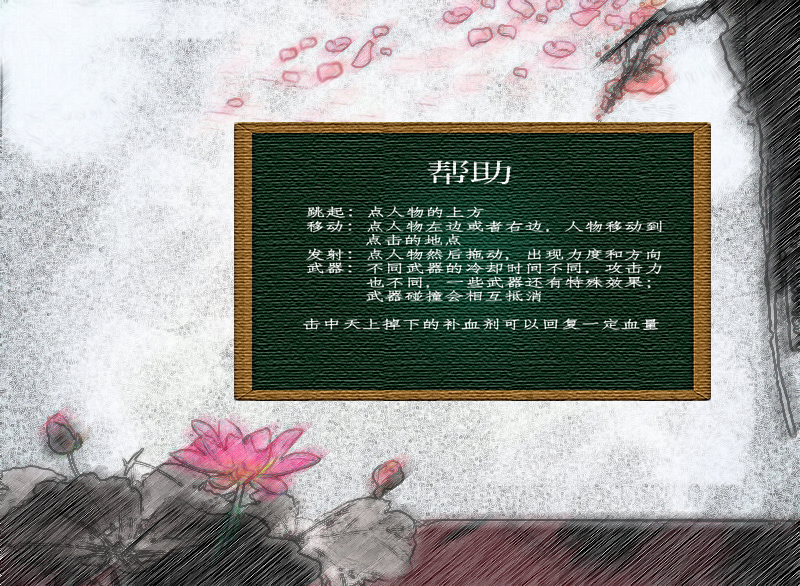 帮助
跳起：点人物的上方
移动：点人物左边或者右边，人物移动到
点击的地点
发射：点人物然后拖动，出现力度和方向
武器：不同武器的冷却时间不同，攻击力
也不同，一些武器还有特殊效果；
武器碰撞会相互抵消
击中天上掉下的补血剂可以回复一定血量